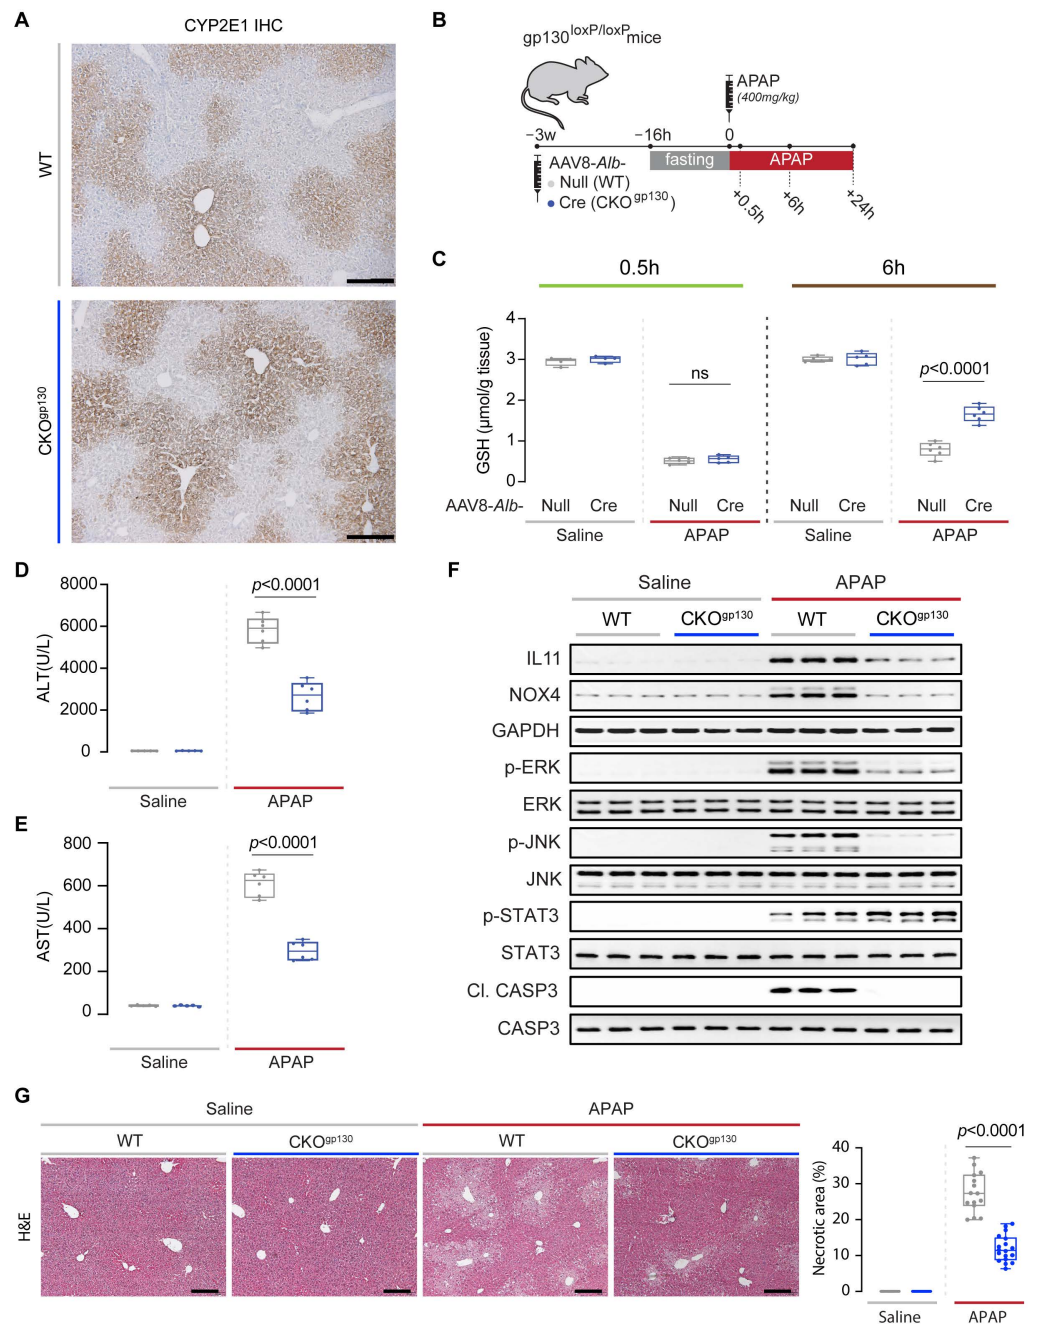 A
CYP2E1 IHC
WT
CKOgp130
B
gp130loxP/loxP mice
APAP
(400mg/kg)
−3w
−16h
0
fasting
APAP
AAV8-Alb-
Null (WT)
Cre (CKOgp130)
+0.5h
+6h
+24h
C
0.5h
6h
GSH (μmol/g tissue)
4
3
2
1
0
ns
p<0.0001
AAV8-Alb-
Null Cre Null Cre Null Cre Null Cre
Saline APAP Saline APAP
D
ALT(U/L)
8000
6000
4000
2000
0
p<0.0001
Saline APAP
E
AST(U/L)
800
600
400
200
0
p<0.0001
Saline APAP
F
Saline APAP
WT CKOgp130 WT CKOgp130
IL11
NOX4
GAPDH
p-ERK
ERK
p-JNK
JNK
p-STAT3
STAT3
Cl. CASP3
CASP3
G
Saline APAP
WT CKOgp130 WT CKOgp130
H&E
Necrotic area (%)
40
30
20
10
0
p<0.0001
Saline APAP